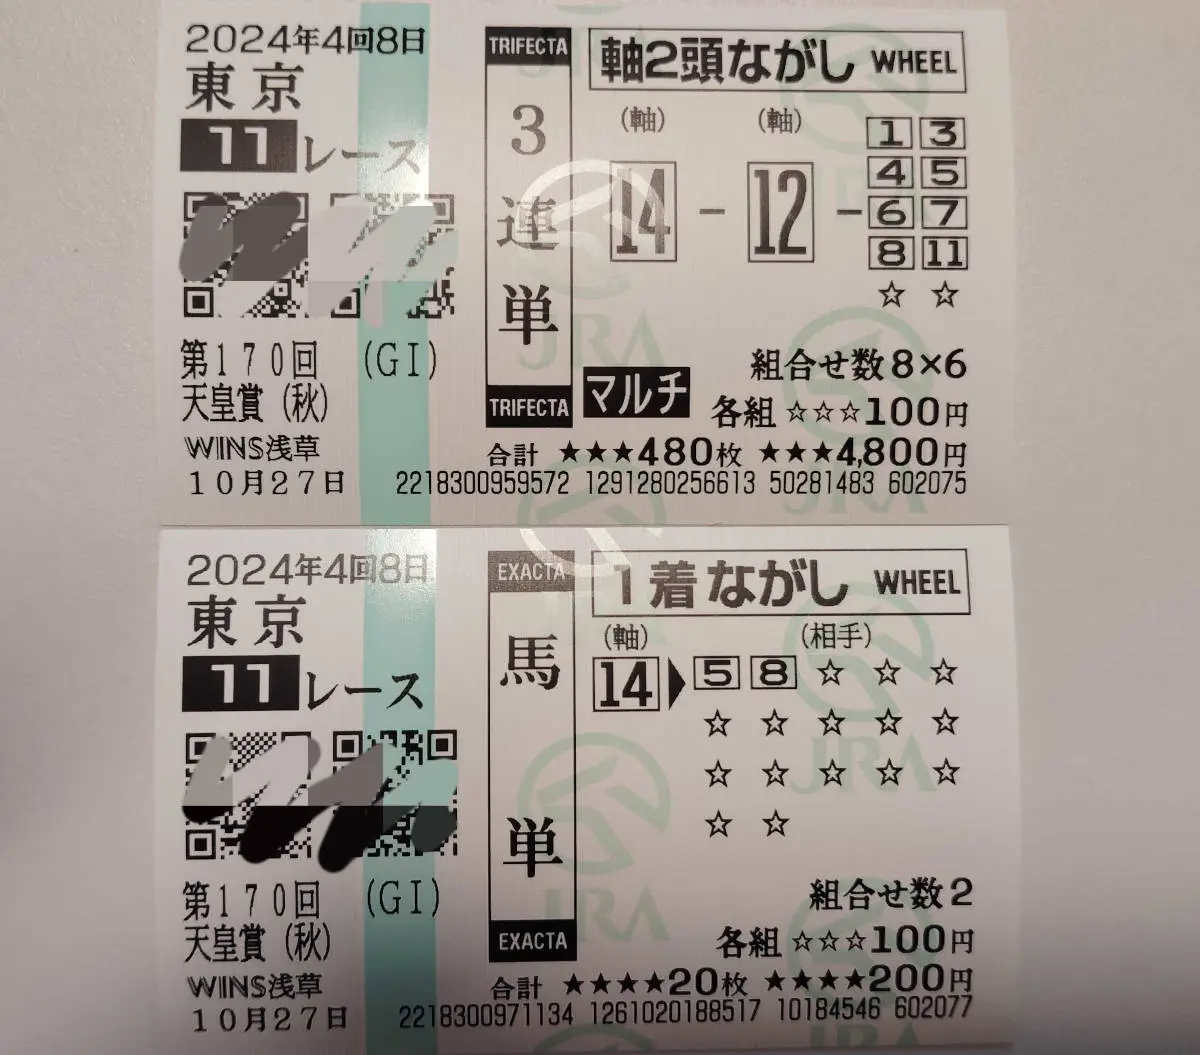 2024年4回8日
東京
11レース
第170回 (GI)
天皇賞(秋)
WINS浅草
10月27日
TRIFECTA
3連単
TRIFECTA
軸2頭ながし WHEEL
(軸) (軸)
14 - 12 - 1 3
4 5
6 7
8 11
☆ ☆
組合せ数8×6
マルチ 各組 ☆☆☆100円
合計 ★★★480枚 ★★★4,800円
2218300959572 1291280256613 50281483 602075
JRA
2024年4回8日
東京
11レース
第170回 (GI)
天皇賞(秋)
WINS浅草
10月27日
EXACTA
馬単
EXACTA
1着ながし WHEEL
(軸) (相手)
14 ▶ 5 8 ☆ ☆ ☆
☆ ☆ ☆ ☆ ☆
☆ ☆ ☆ ☆ ☆
☆ ☆
組合せ数2
各組 ☆☆☆100円
合計 ★★★★20枚 ★★★★200円
2218300971134 1261020188517 10184546 602077
JRA